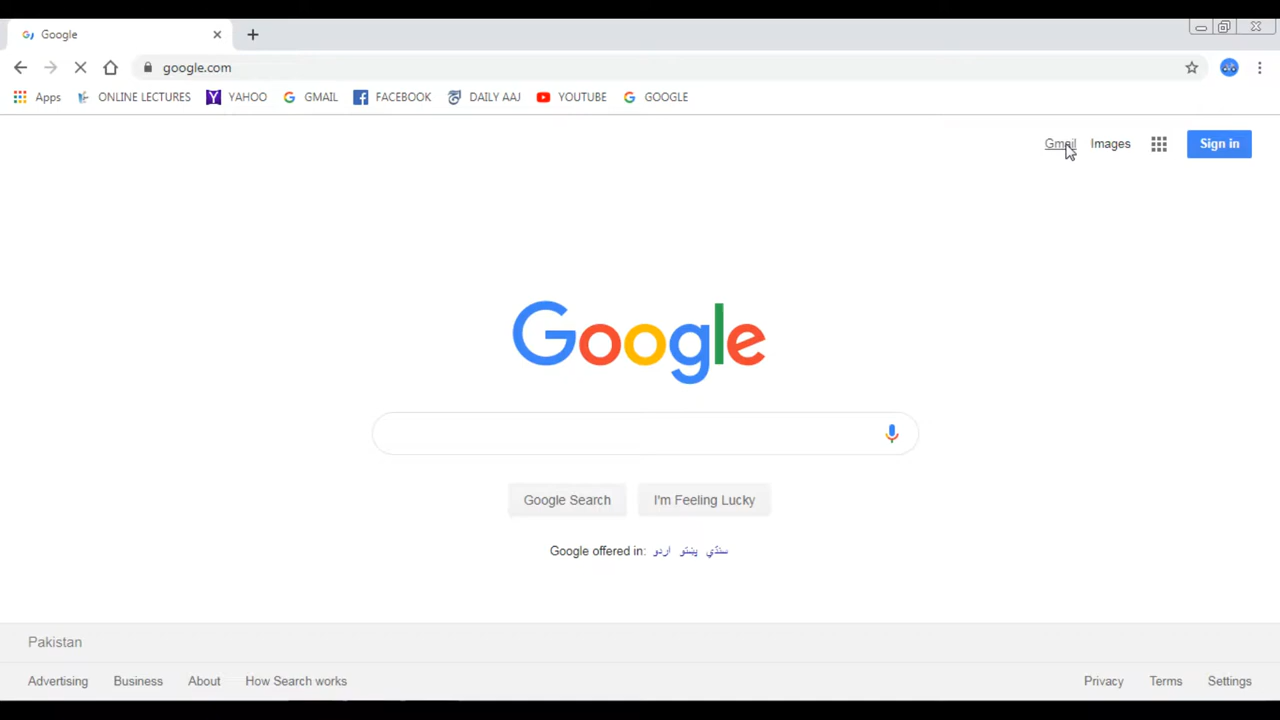 Google
google.com
Apps ONLINE LECTURES YAHOO GMAIL FACEBOOK DAILY AAJ YOUTUBE GOOGLE
Gmail Images Sign in
Google
Google Search I'm Feeling Lucky
Google offered in: اردو پښتو سنڌي
Pakistan
Advertising Business About How Search works Privacy Terms Settings